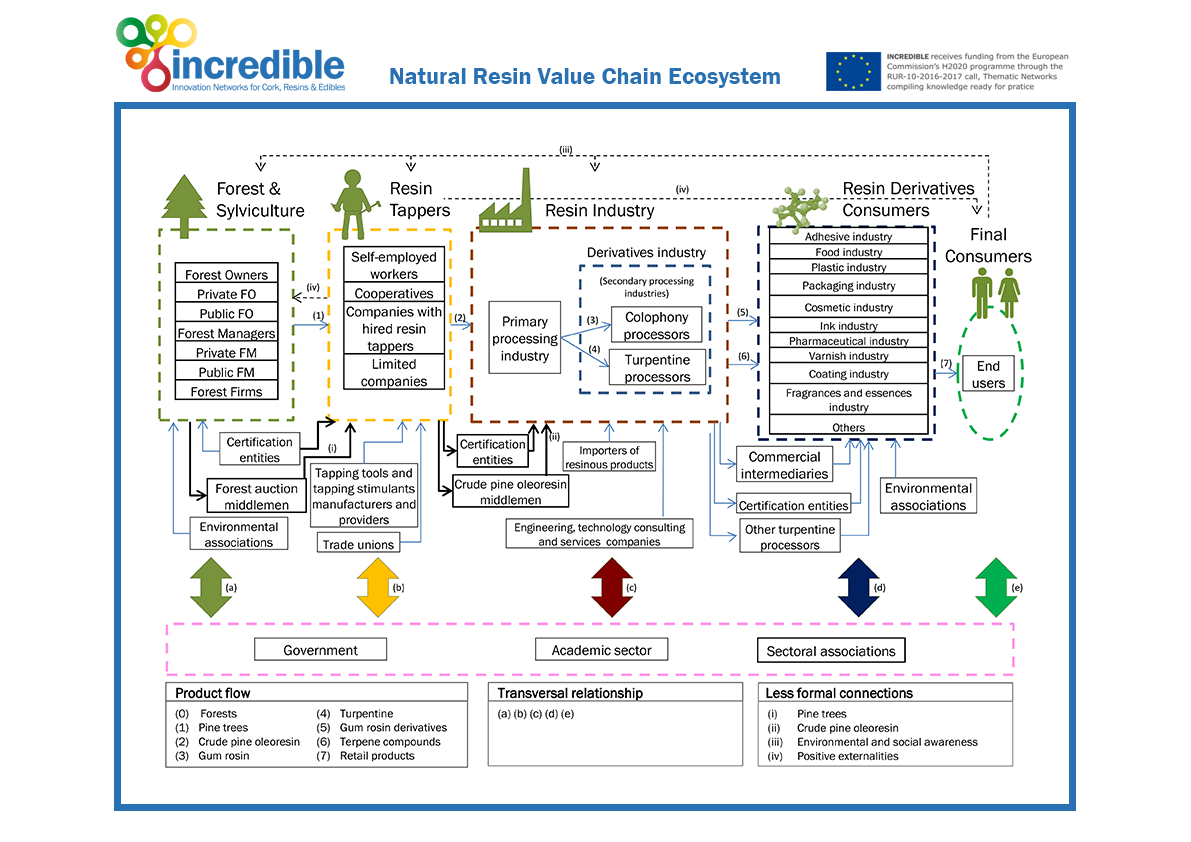 incredible
Innovation Networks for Cork, Resins & Edibles
Natural Resin Value Chain Ecosystem
INCREDIBLE receives funding from the European
Commission's H2020 programme through the
RUR-10-2016-2017 call, Thematic Networks
compiling knowledge ready for pratice
(iii)
Forest &
Sylviculture
Resin
Tappers
(iv)
Resin Industry
Resin Derivatives
Consumers
Final
Consumers
Forest Owners
Private FO
Public FO
Forest Managers
Private FM
Public FM
Forest Firms
(iv)
(1)
Self-employed
workers
Cooperatives
Companies with
hired resin
tappers
Limited
companies
(2)
Derivatives industry
(Secondary processing
industries)
Primary
processing
industry
(3)
(4)
Colophony
processors
Turpentine
processors
(5)
(6)
Adhesive industry
Food industry
Plastic industry
Packaging industry
Cosmetic industry
Ink industry
Pharmaceutical industry
Varnish industry
Coating industry
Fragrances and essences
industry
Others
(7)
End
users
Certification
entities
(i)
Forest auction
middlemen
Environmental
associations
Tapping tools and
tapping stimulants
manufacturers and
providers
Trade unions
Certification
entities
(ii)
Crude pine oleoresin
middlemen
Importers of
resinous products
Engineering, technology consulting
and services companies
Commercial
intermediaries
Certification entities
Other turpentine
processors
Environmental
associations
(a)
(b)
(c)
(d)
(e)
Government
Academic sector
Sectoral associations
Product flow
(0) Forests
(1) Pine trees
(2) Crude pine oleoresin
(3) Gum rosin
(4) Turpentine
(5) Gum rosin derivatives
(6) Terpene compounds
(7) Retail products
Transversal relationship
(a) (b) (c) (d) (e)
Less formal connections
(i) Pine trees
(ii) Crude pine oleoresin
(iii) Environmental and social awareness
(iv) Positive externalities